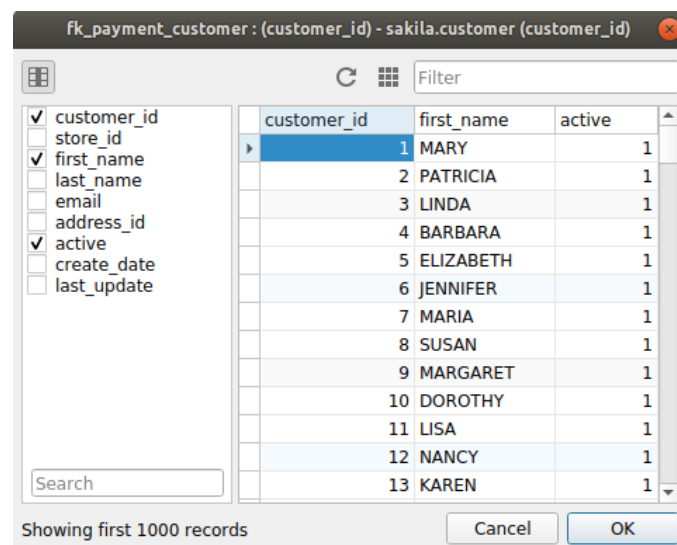 fk_payment_customer : (customer_id) - sakila.customer (customer_id)
Filter
customer_id
store_id
first_name
last_name
email
address_id
active
create_date
last_update
Search
customer_id first_name active
1 MARY 1
2 PATRICIA 1
3 LINDA 1
4 BARBARA 1
5 ELIZABETH 1
6 JENNIFER 1
7 MARIA 1
8 SUSAN 1
9 MARGARET 1
10 DOROTHY 1
11 LISA 1
12 NANCY 1
13 KAREN 1
Showing first 1000 records
Cancel
OK